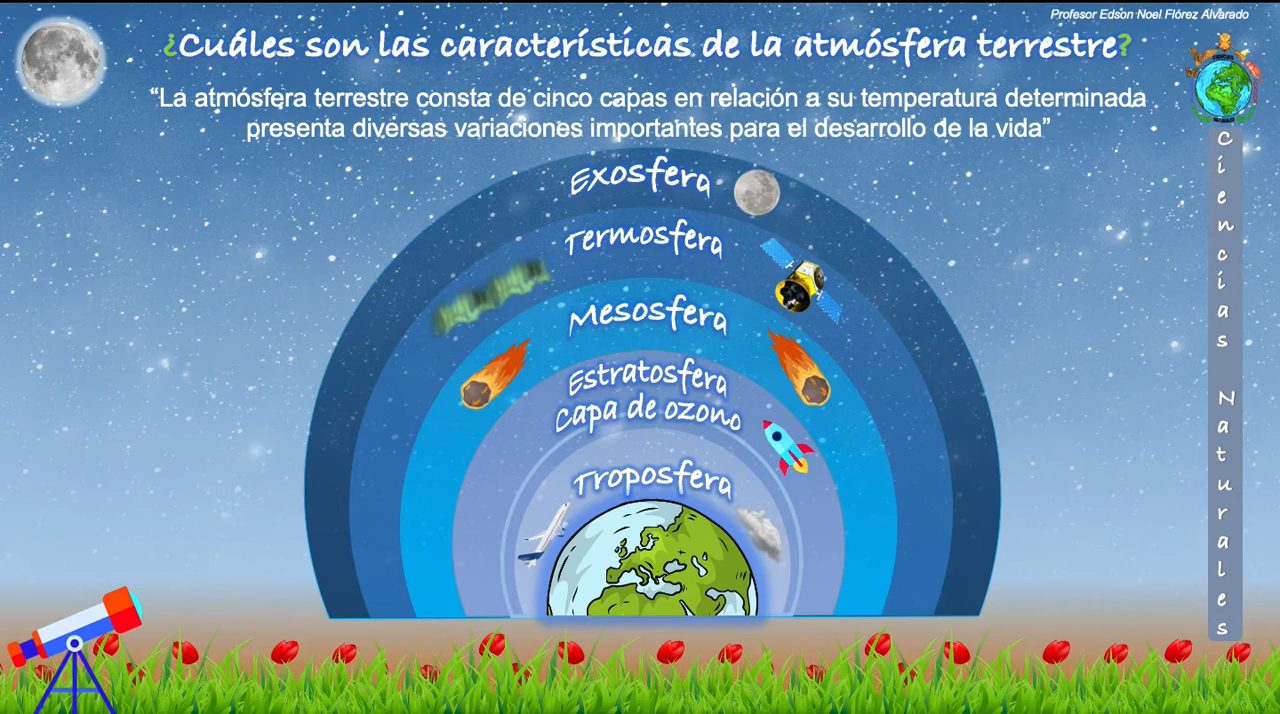 Profesor Edson Noel Flórez Alvarado
¿Cuáles son las características de la atmósfera terrestre?
“La atmósfera terrestre consta de cinco capas en relación a su temperatura determinada
presenta diversas variaciones importantes para el desarrollo de la vida”
CIENCIAS
NATURALES
Exosfera
Termosfera
Mesosfera
Estratosfera
Capa de ozono
Troposfera
Ciencias Naturales